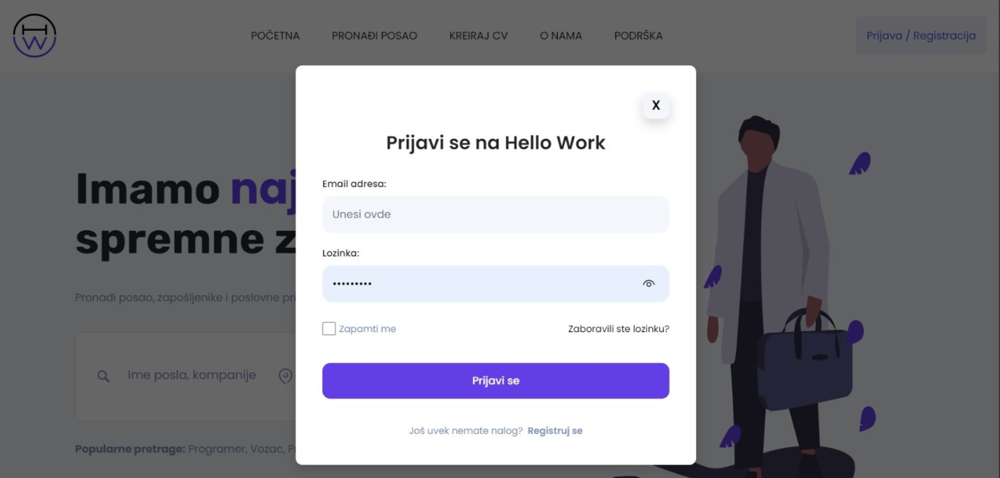 HW
POČETNA PRONAĐI POSAO KREIRAJ CV O NAMA PODRŠKA Prijava / Registracija
X
Prijavi se na Hello Work
Imamo naj
spremne z
Email adresa:
Unesi ovde
Lozinka:
•••••••••
Pronađi posao, zapošljenike i poslovne pri
Zapamti me Zaboravili ste lozinku?
Ime posla, kompanije
Prijavi se
Još uvek nemate nalog? Registruj se
Popularne pretrage: Programer, Vozac, P